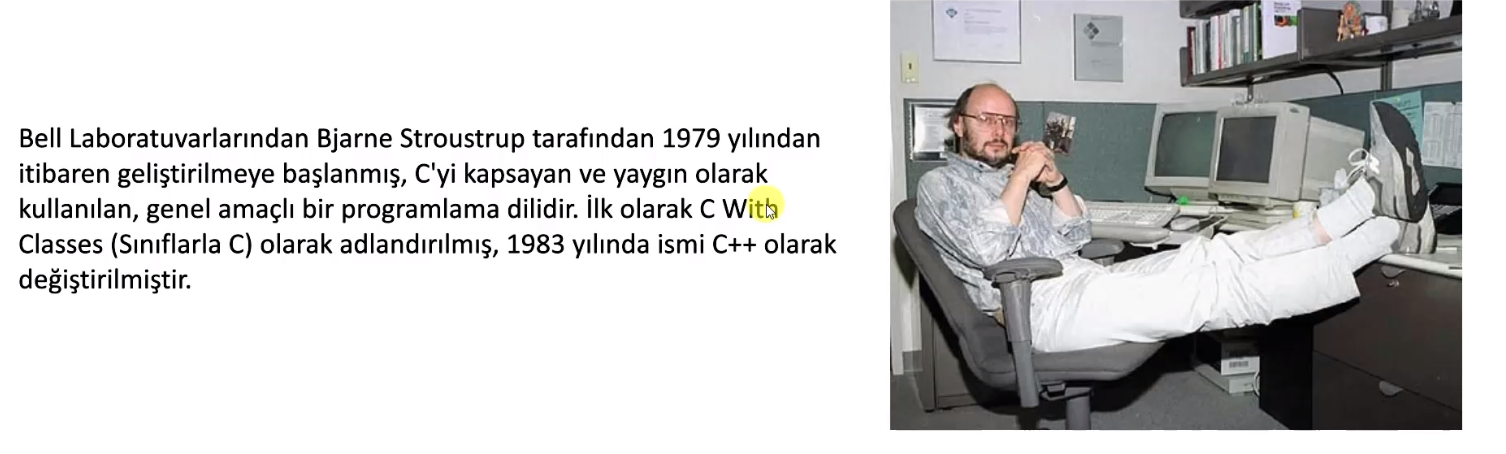 Bell Laboratuvarlarından Bjarne Stroustrup tarafından 1979 yılından
itibaren geliştirilmeye başlanmış, C'yi kapsayan ve yaygın olarak
kullanılan, genel amaçlı bir programlama dilidir. İlk olarak C With
Classes (Sınıflarla C) olarak adlandırılmış, 1983 yılında ismi C++ olarak
değiştirilmiştir.